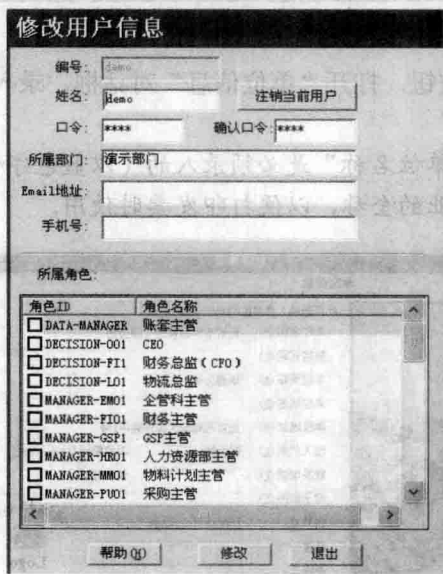 修改用户信息
编号: demo
姓名: demo 注销当前用户
口令: **** 确认口令: ****
所属部门: 演示部门
Email地址:
手机号:
所属角色:
角色ID 角色名称
DATA-MANAGER 账套主管
DECISION-001 CEO
DECISION-FI1 财务总监(CFO)
DECISION-LO1 物流总监
MANAGER-EM01 企管科主管
MANAGER-FI01 财务主管
MANAGER-GSP1 GSP主管
MANAGER-HR01 人力资源部主管
MANAGER-MM01 物料计划主管
MANAGER-PU01 采购主管
帮助(H) 修改 退出